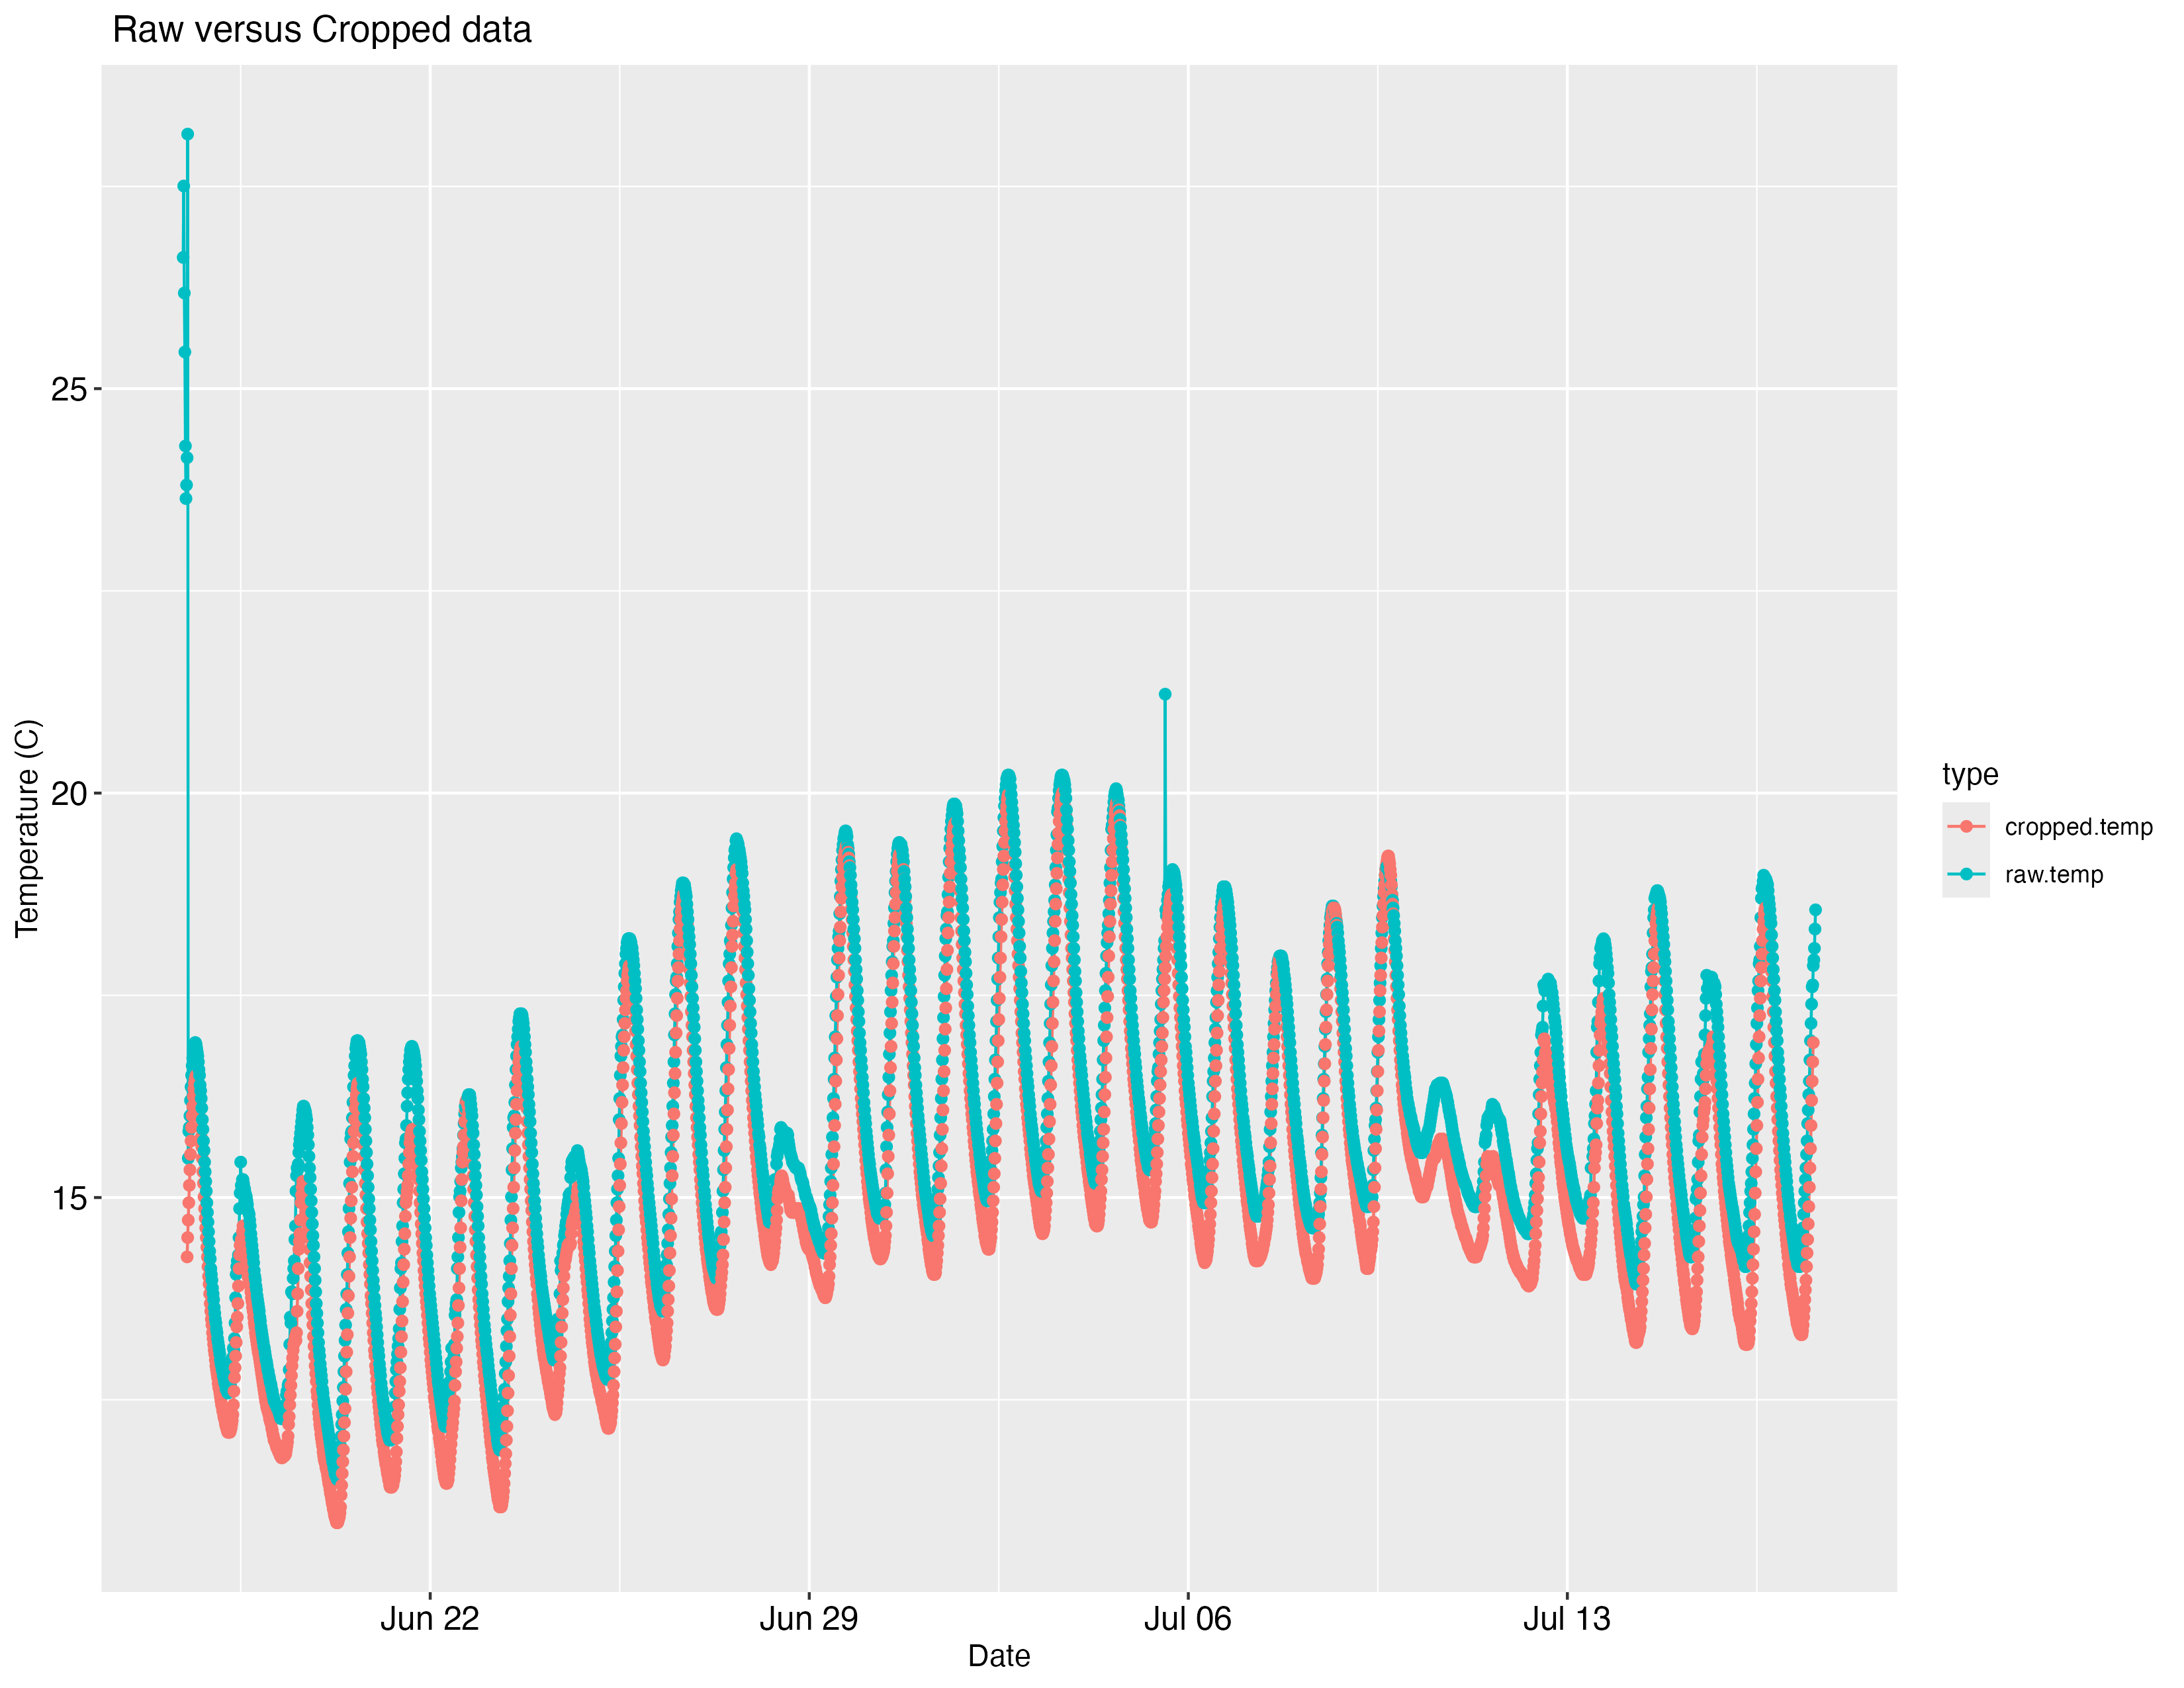 Raw versus Cropped data
25
20
15
Temperature (C)
Jun 22
Jun 29
Jul 06
Jul 13
Date
type
cropped.temp
raw.temp